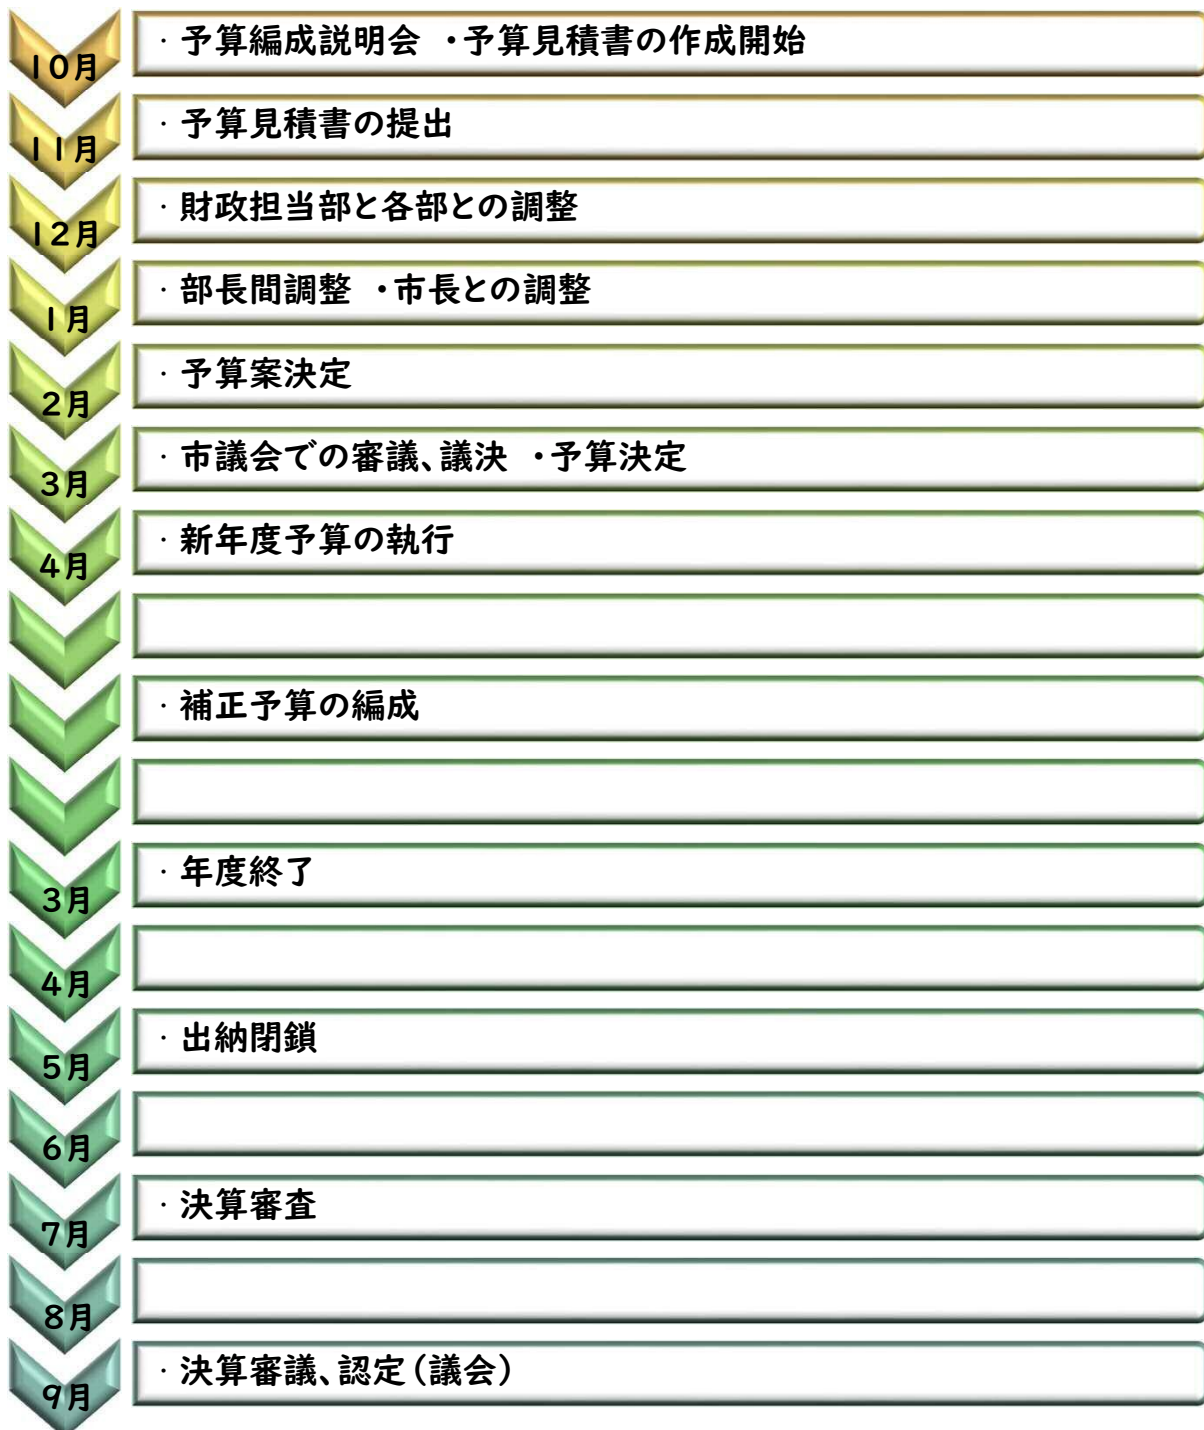 10月
・予算編成説明会 ・予算見積書の作成開始
11月
・予算見積書の提出
12月
・財政担当部と各部との調整
1月
・部長間調整 ・市長との調整
2月
・予算案決定
3月
・市議会での審議、議決 ・予算決定
4月
・新年度予算の執行
・補正予算の編成
3月
・年度終了
4月
5月
・出納閉鎖
6月
7月
・決算審査
8月
9月
・決算審議、認定(議会)